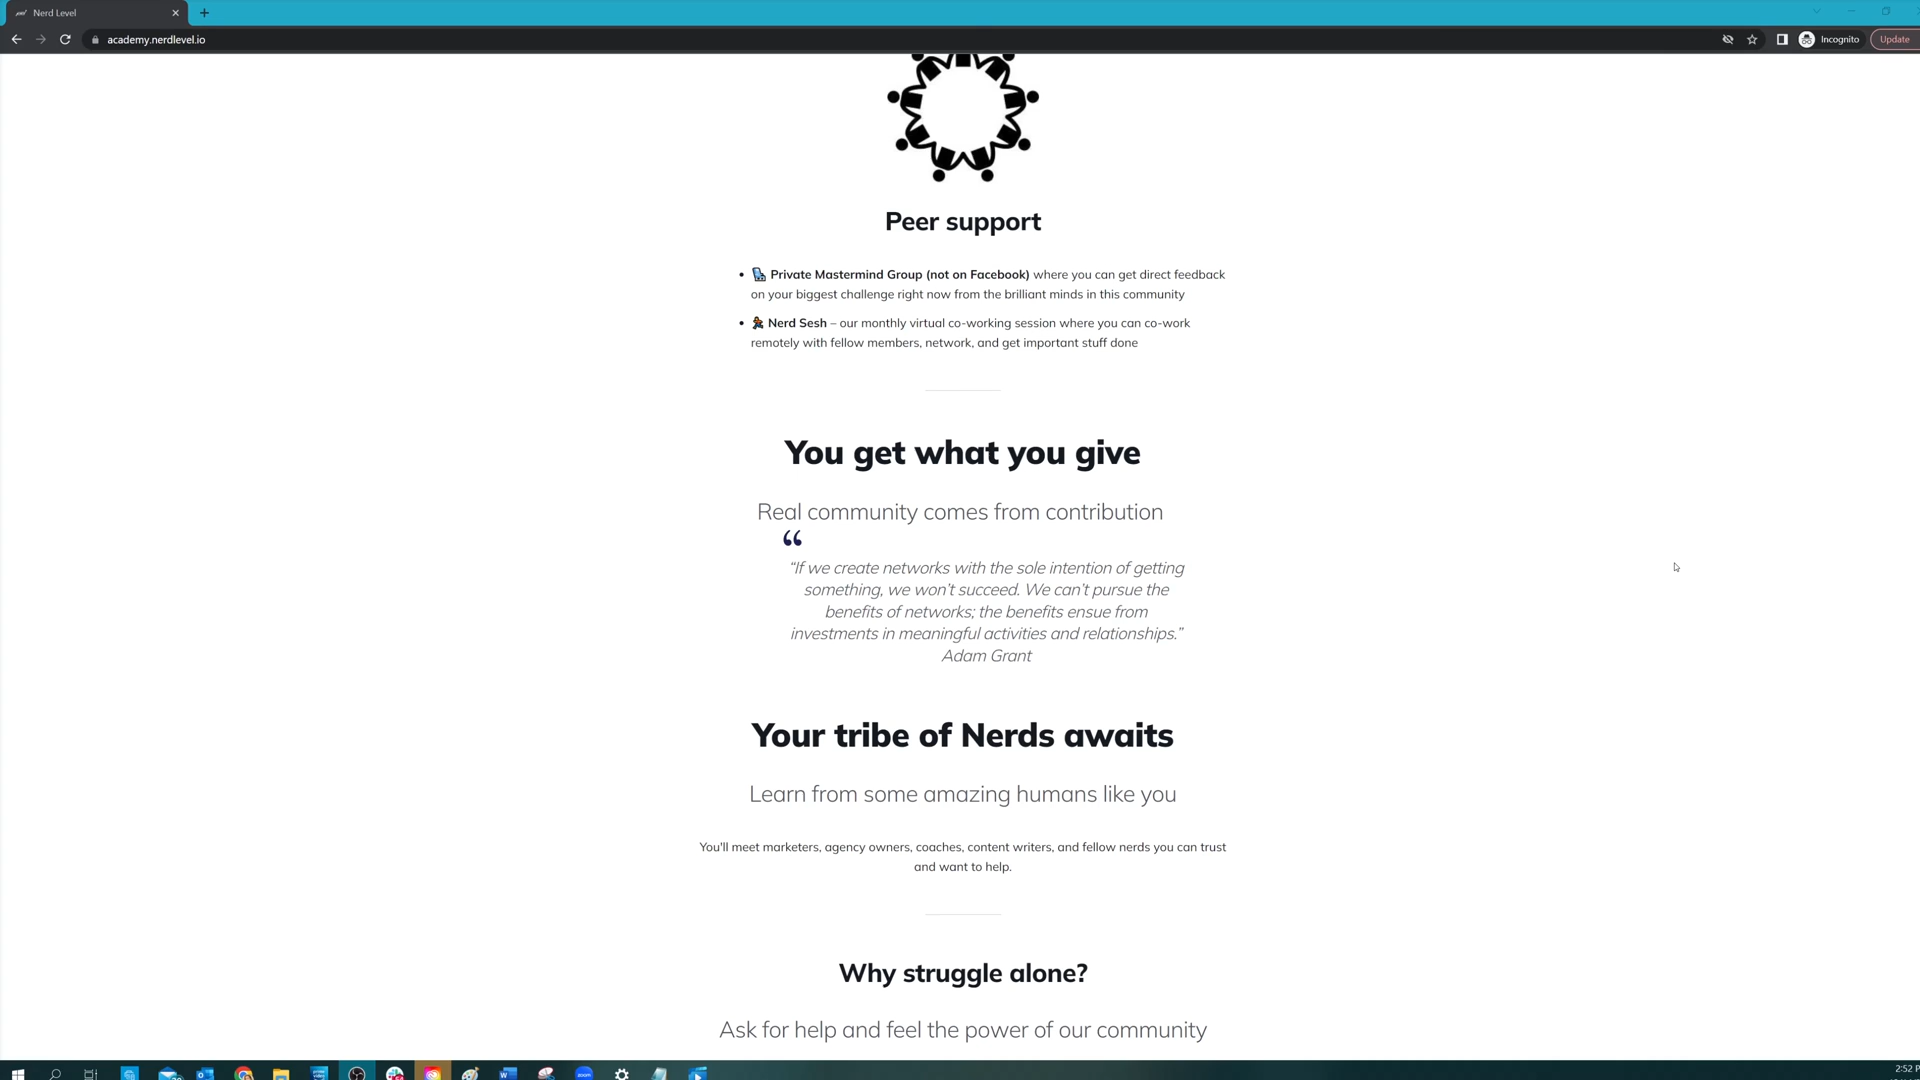 Nerd Level
academy.nerdlevel.io
Incognito
Update
Peer support
Private Mastermind Group (not on Facebook) where you can get direct feedback
on your biggest challenge right now from the brilliant minds in this community
Nerd Sesh – our monthly virtual co-working session where you can co-work
remotely with fellow members, network, and get important stuff done
You get what you give
Real community comes from contribution
“
“If we create networks with the sole intention of getting
something, we won’t succeed. We can’t pursue the
benefits of networks; the benefits ensue from
investments in meaningful activities and relationships.”
Adam Grant
Your tribe of Nerds awaits
Learn from some amazing humans like you
You'll meet marketers, agency owners, coaches, content writers, and fellow nerds you can trust
and want to help.
Why struggle alone?
Ask for help and feel the power of our community
2:52 P